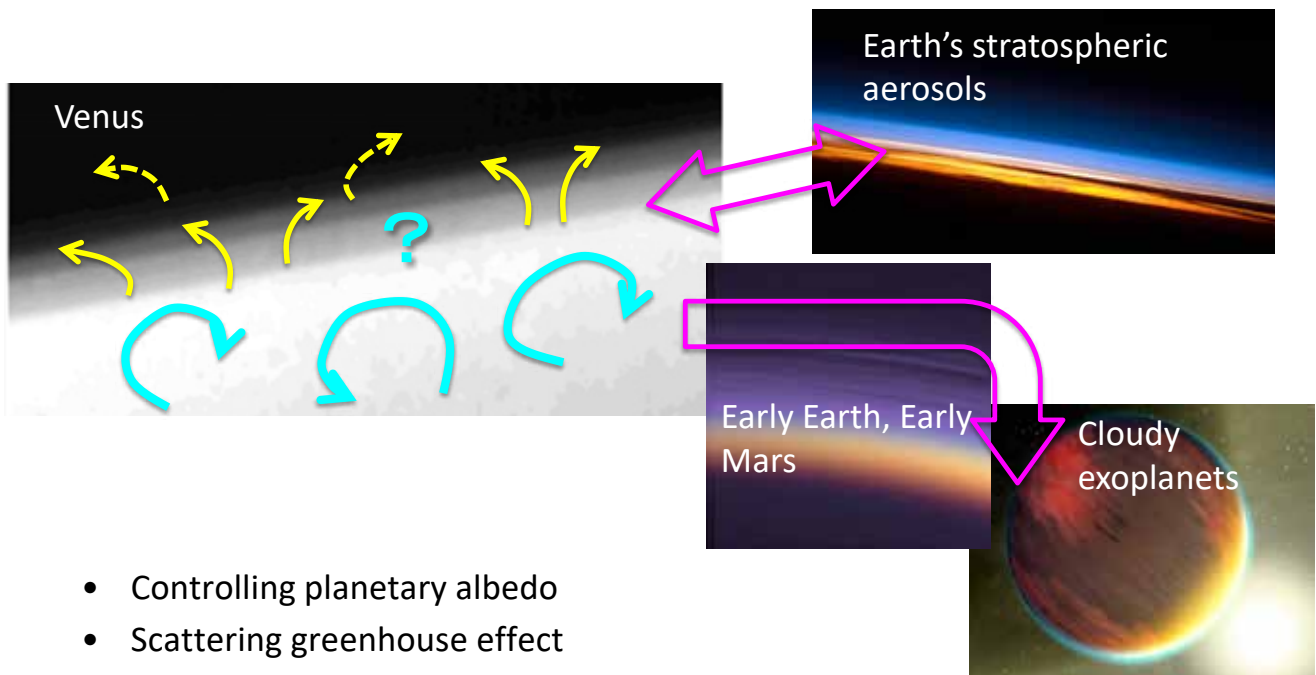 Earth’s stratospheric
aerosols
Venus
?
Early Earth, Early
Mars
Cloudy
exoplanets
• Controlling planetary albedo
• Scattering greenhouse effect